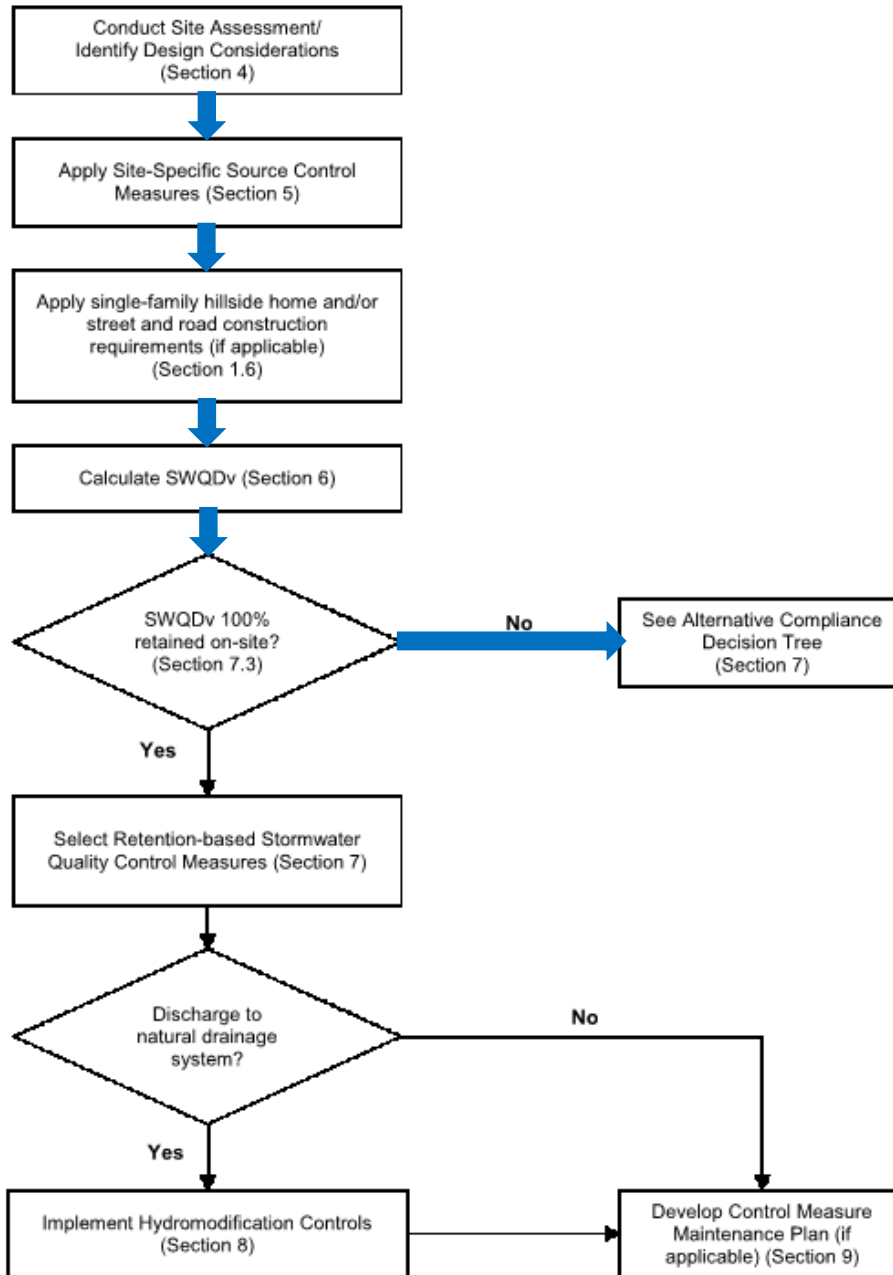 Conduct Site Assessment/
Identify Design Considerations
(Section 4)
Apply Site-Specific Source Control
Measures (Section 5)
Apply single-family hillside home and/or
street and road construction
requirements (if applicable)
(Section 1.6)
Calculate SWQDv (Section 6)
SWQDv 100%
retained on-site?
(Section 7.3)
No
See Alternative Compliance
Decision Tree
(Section 7)
Yes
Select Retention-based Stormwater
Quality Control Measures (Section 7)
Discharge to
natural drainage
system?
No
Yes
Implement Hydromodification Controls
(Section 8)
Develop Control Measure
Maintenance Plan (if
applicable) (Section 9)